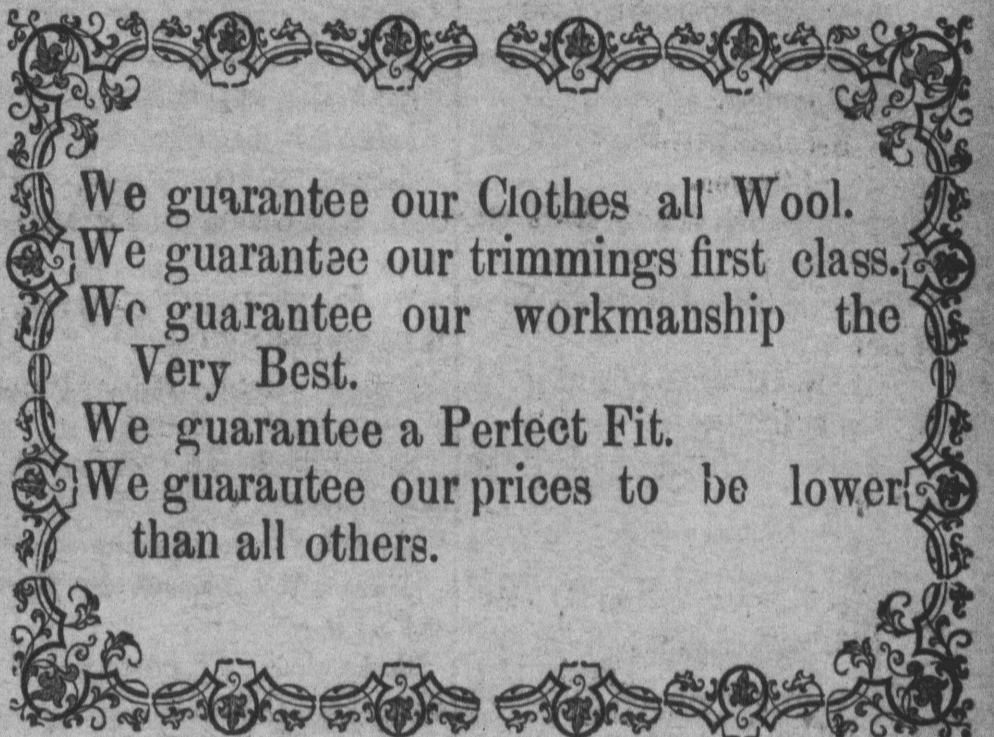 We guarantee our Clothes all Wool.
We guarantee our trimmings first class.
We guarantee our workmanship the
Very Best.
We guarantee a Perfect Fit.
We guarautee our prices to be lower
than all others.